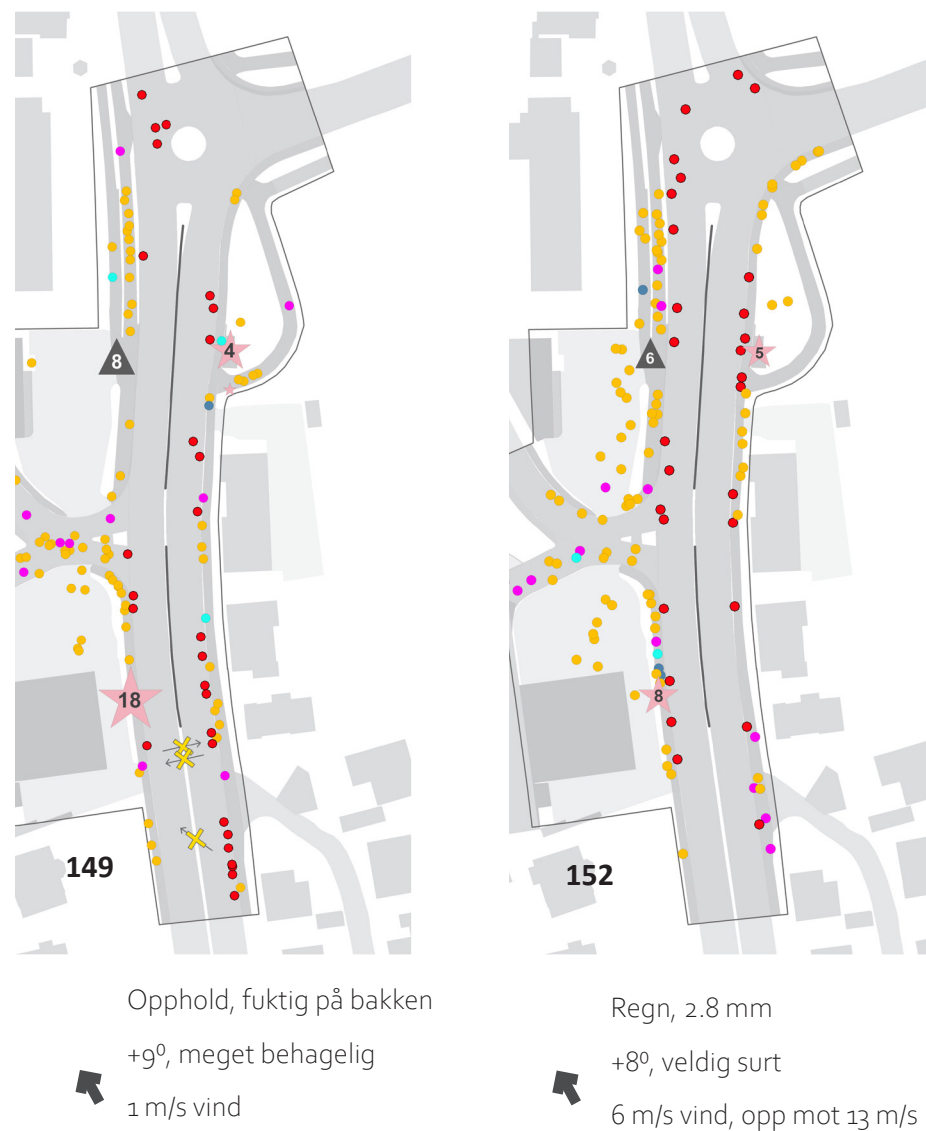 8
4
18
149
6
5
8
152
Opphold, fuktig på bakken
+9⁰, meget behagelig
1 m/s vind
Regn, 2.8 mm
+8⁰, veldig surt
6 m/s vind, opp mot 13 m/s